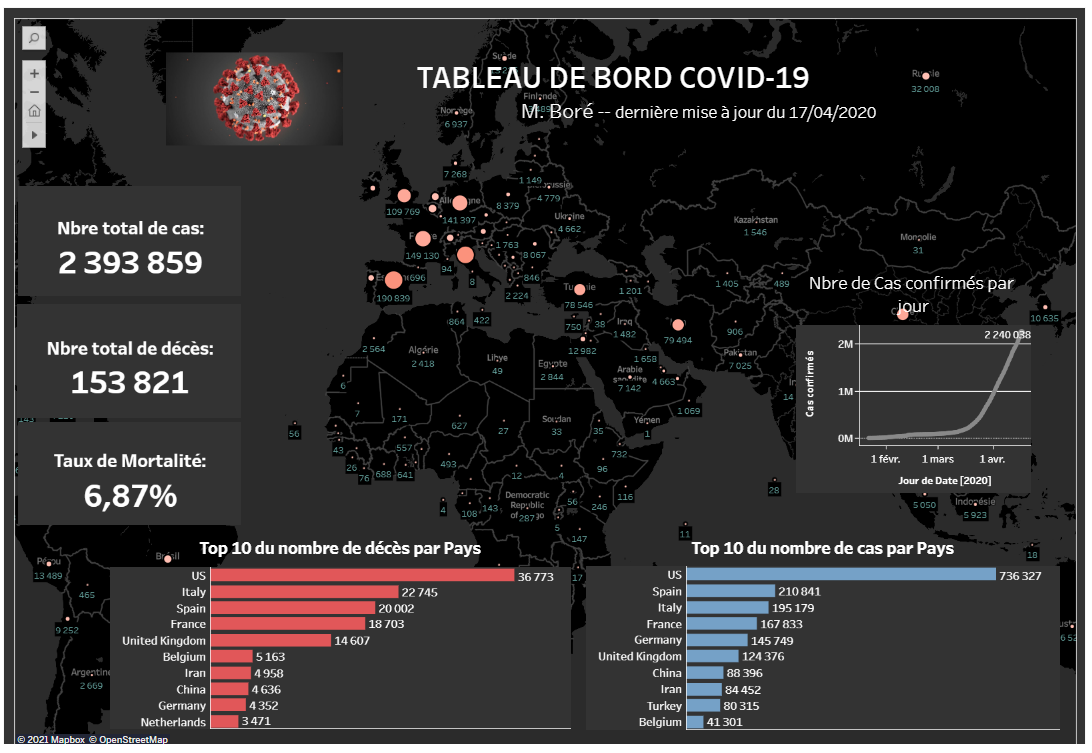 TABLEAU DE BORD COVID-19
M. Boré -- dernière mise à jour du 17/04/2020
Suède
Russie
32 008
Finlande
Norvège
6 937
7 268
1 149
4 779
8 379
109 769
141 397
Ukraine
4 662
149 130
1 763
8 067
94
696
8
846
2 224
190 839
Kazakhstan
1 546
Mongolie
31
1 405
489
78 546
1 201
10 635
Nbre total de cas:
2 393 859
Nbre total de décès:
153 821
Taux de Mortalité:
6,87%
864
422
750
38
Iraq
1 482
79 494
906
2 564
Algérie
2 418
Libye
49
Egypte
2 844
12 982
1 658
Pakistan
7 025
Arabie
saoudite
7 142
4 663
1 069
6
7
171
627
27
Soudan
33
35
Yémen
1
56
43
557
732
26
76
688
641
493
12
4
96
28
4
108
143
Democratic
Republic
56
246
116
5
147
11
17
18
5 050
Indonésie
5 923
Nbre de Cas confirmés par
jour
2 240 038
2M
1M
0M
Cas confirmés
1 févr.
1 mars
1 avr.
Jour de Date [2020]
Pérou
13 489
Brésil
465
9 252
Argentine
2 669
Top 10 du nombre de décès par Pays
US 36 773
Italy 22 745
Spain 20 002
France 18 703
United Kingdom 14 607
Belgium 5 163
Iran 4 958
China 4 636
Germany 4 352
Netherlands 3 471
Top 10 du nombre de cas par Pays
US 736 327
Spain 210 841
Italy 195 179
France 167 833
Germany 145 749
United Kingdom 124 376
China 88 396
Iran 84 452
Turkey 80 315
Belgium 41 301
© 2021 Mapbox © OpenStreetMap